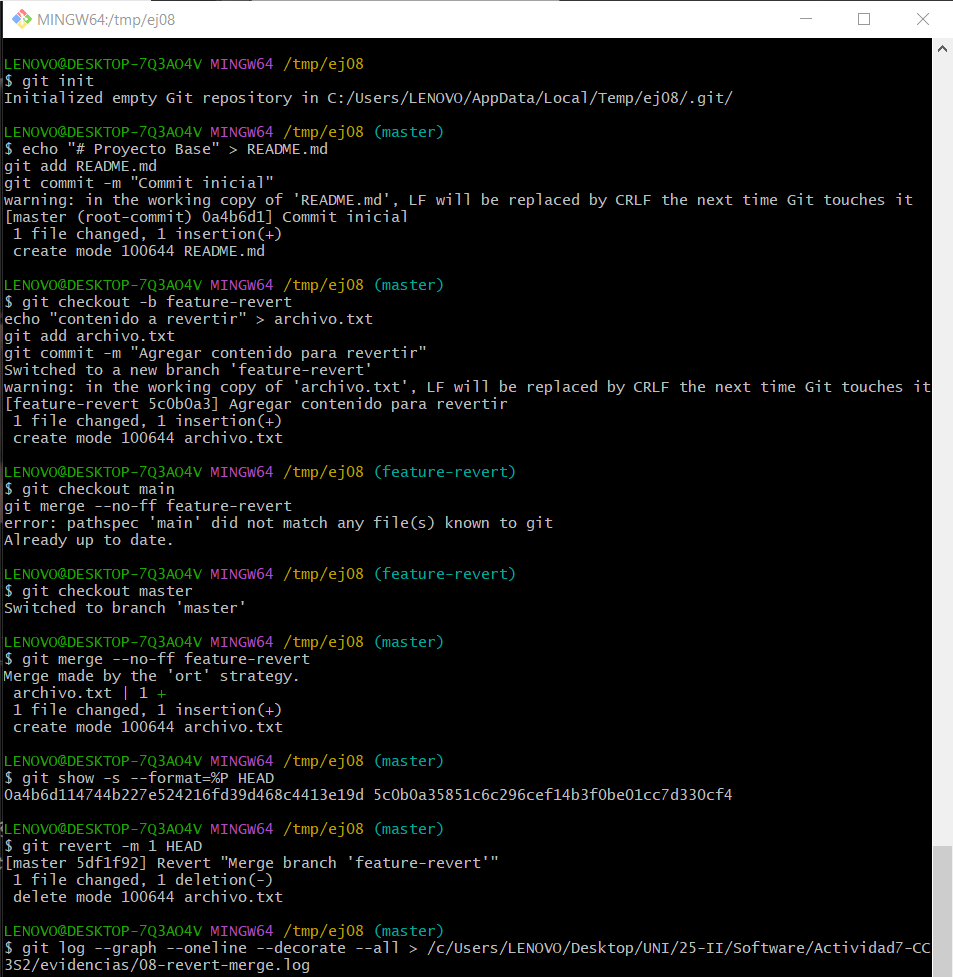 MINGW64:/tmp/ej08
LENOVO@DESKTOP-7Q3AO4V MINGW64 /tmp/ej08
$ git init
Initialized empty Git repository in C:/Users/LENOVO/AppData/Local/Temp/ej08/.git/
LENOVO@DESKTOP-7Q3AO4V MINGW64 /tmp/ej08 (master)
$ echo "# Proyecto Base" > README.md
git add README.md
git commit -m "Commit inicial"
warning: in the working copy of 'README.md', LF will be replaced by CRLF the next time Git touches it
[master (root-commit) 0a4b6d1] Commit inicial
 1 file changed, 1 insertion(+)
 create mode 100644 README.md
LENOVO@DESKTOP-7Q3AO4V MINGW64 /tmp/ej08 (master)
$ git checkout -b feature-revert
echo "contenido a revertir" > archivo.txt
git add archivo.txt
git commit -m "Agregar contenido para revertir"
Switched to a new branch 'feature-revert'
warning: in the working copy of 'archivo.txt', LF will be replaced by CRLF the next time Git touches it
[feature-revert 5c0b0a3] Agregar contenido para revertir
 1 file changed, 1 insertion(+)
 create mode 100644 archivo.txt
LENOVO@DESKTOP-7Q3AO4V MINGW64 /tmp/ej08 (feature-revert)
$ git checkout main
git merge --no-ff feature-revert
error: pathspec 'main' did not match any file(s) known to git
Already up to date.
LENOVO@DESKTOP-7Q3AO4V MINGW64 /tmp/ej08 (feature-revert)
$ git checkout master
Switched to branch 'master'
LENOVO@DESKTOP-7Q3AO4V MINGW64 /tmp/ej08 (master)
$ git merge --no-ff feature-revert
Merge made by the 'ort' strategy.
 archivo.txt | 1 +
 1 file changed, 1 insertion(+)
 create mode 100644 archivo.txt
LENOVO@DESKTOP-7Q3AO4V MINGW64 /tmp/ej08 (master)
$ git show -s --format=%P HEAD
0a4b6d114744b227e524216fd39d468c4413e19d 5c0b0a35851c6c296cef14b3f0be01cc7d330cf4
LENOVO@DESKTOP-7Q3AO4V MINGW64 /tmp/ej08 (master)
$ git revert -m 1 HEAD
[master 5df1f92] Revert "Merge branch 'feature-revert'"
 1 file changed, 1 deletion(-)
 delete mode 100644 archivo.txt
LENOVO@DESKTOP-7Q3AO4V MINGW64 /tmp/ej08 (master)
$ git log --graph --oneline --decorate --all > /c/Users/LENOVO/Desktop/UNI/25-II/Software/Actividad7-CC
3S2/evidencias/08-revert-merge.log